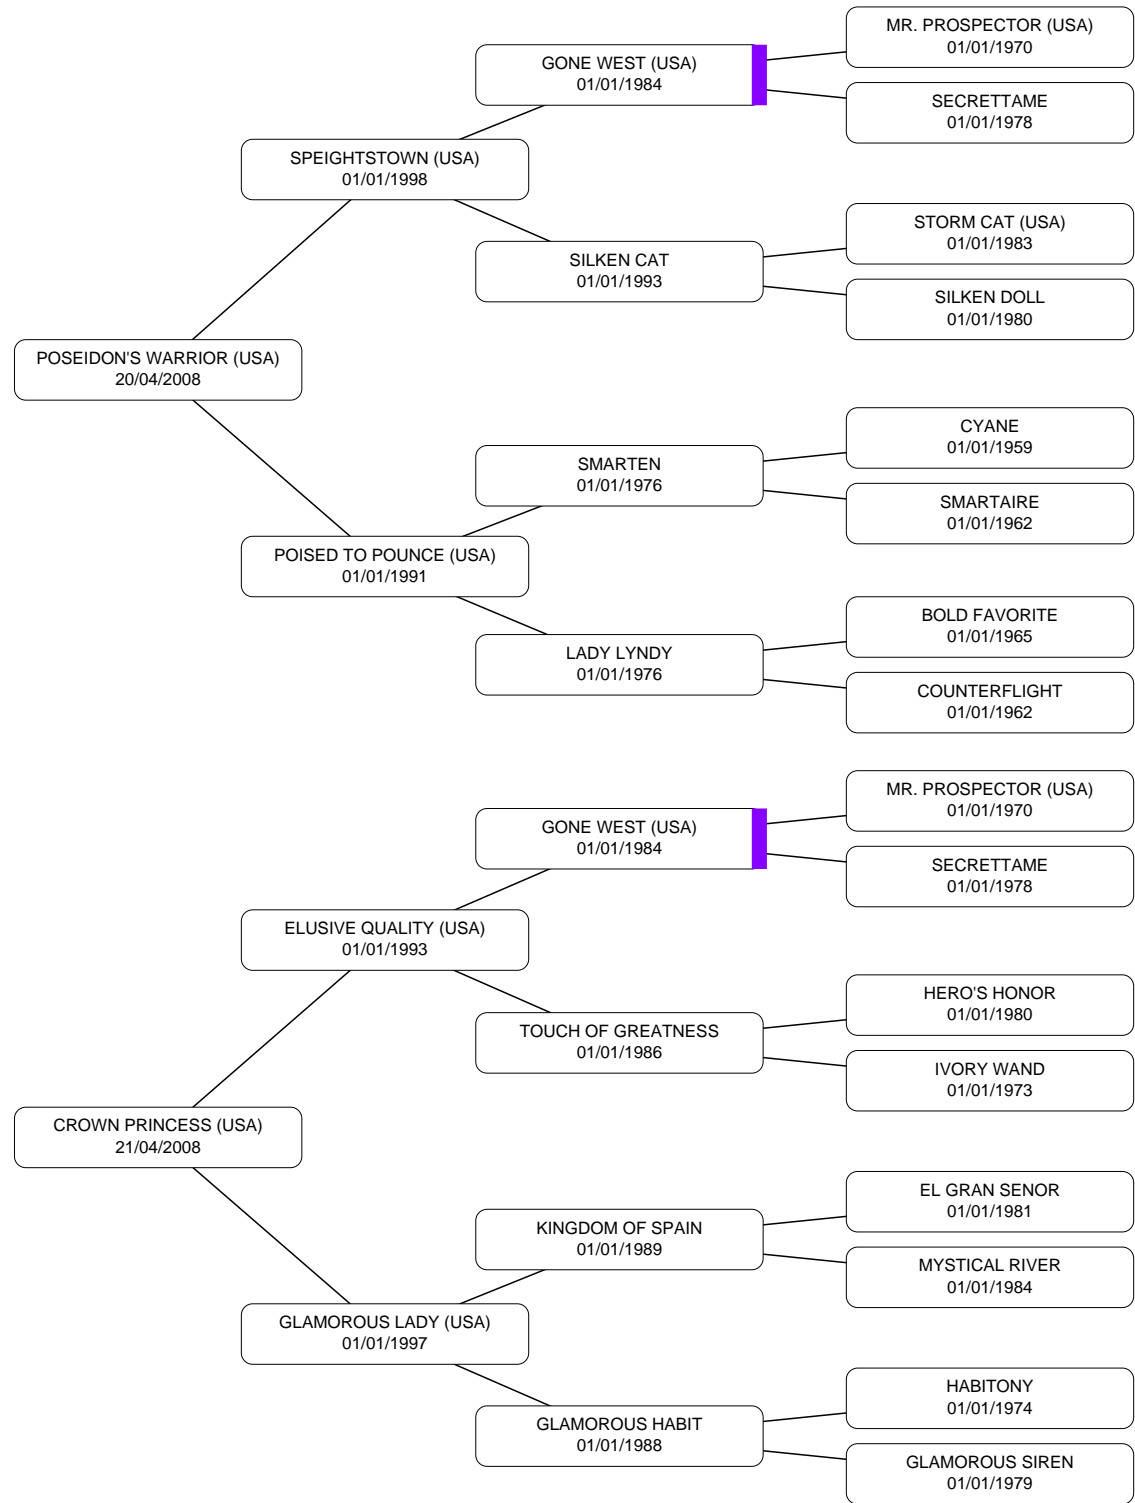 MR. PROSPECTOR (USA)
01/01/1970
GONE WEST (USA)
01/01/1984
SECRETTAME
01/01/1978
SPEIGHTSTOWN (USA)
01/01/1998
STORM CAT (USA)
01/01/1983
SILKEN CAT
01/01/1993
SILKEN DOLL
01/01/1980
POSEIDON'S WARRIOR (USA)
20/04/2008
CYANE
01/01/1959
SMARTEN
01/01/1976
SMARTAIRE
01/01/1962
POISED TO POUNCE (USA)
01/01/1991
BOLD FAVORITE
01/01/1965
LADY LYNDY
01/01/1976
COUNTERFLIGHT
01/01/1962
MR. PROSPECTOR (USA)
01/01/1970
GONE WEST (USA)
01/01/1984
SECRETTAME
01/01/1978
ELUSIVE QUALITY (USA)
01/01/1993
HERO'S HONOR
01/01/1980
TOUCH OF GREATNESS
01/01/1986
IVORY WAND
01/01/1973
CROWN PRINCESS (USA)
21/04/2008
EL GRAN SENOR
01/01/1981
KINGDOM OF SPAIN
01/01/1989
MYSTICAL RIVER
01/01/1984
GLAMOROUS LADY (USA)
01/01/1997
HABITONY
01/01/1974
GLAMOROUS HABIT
01/01/1988
GLAMOROUS SIREN
01/01/1979